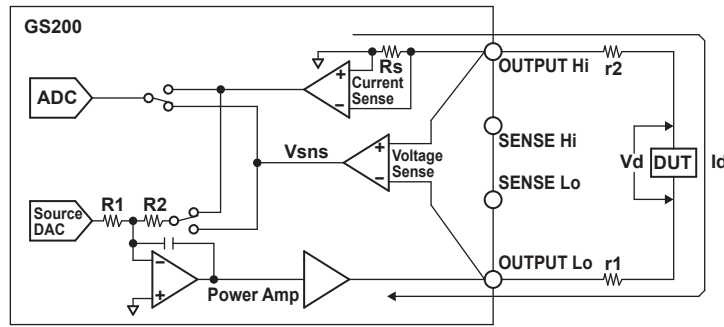 GS200
ADC
Rs
+
−
Current
Sense
OUTPUT Hi
r2
SENSE Hi
Vsns
+
−
Voltage
Sense
Vd
DUT
Id
SENSE Lo
Source
DAC
R1
R2
−
+
Power Amp
OUTPUT Lo
r1